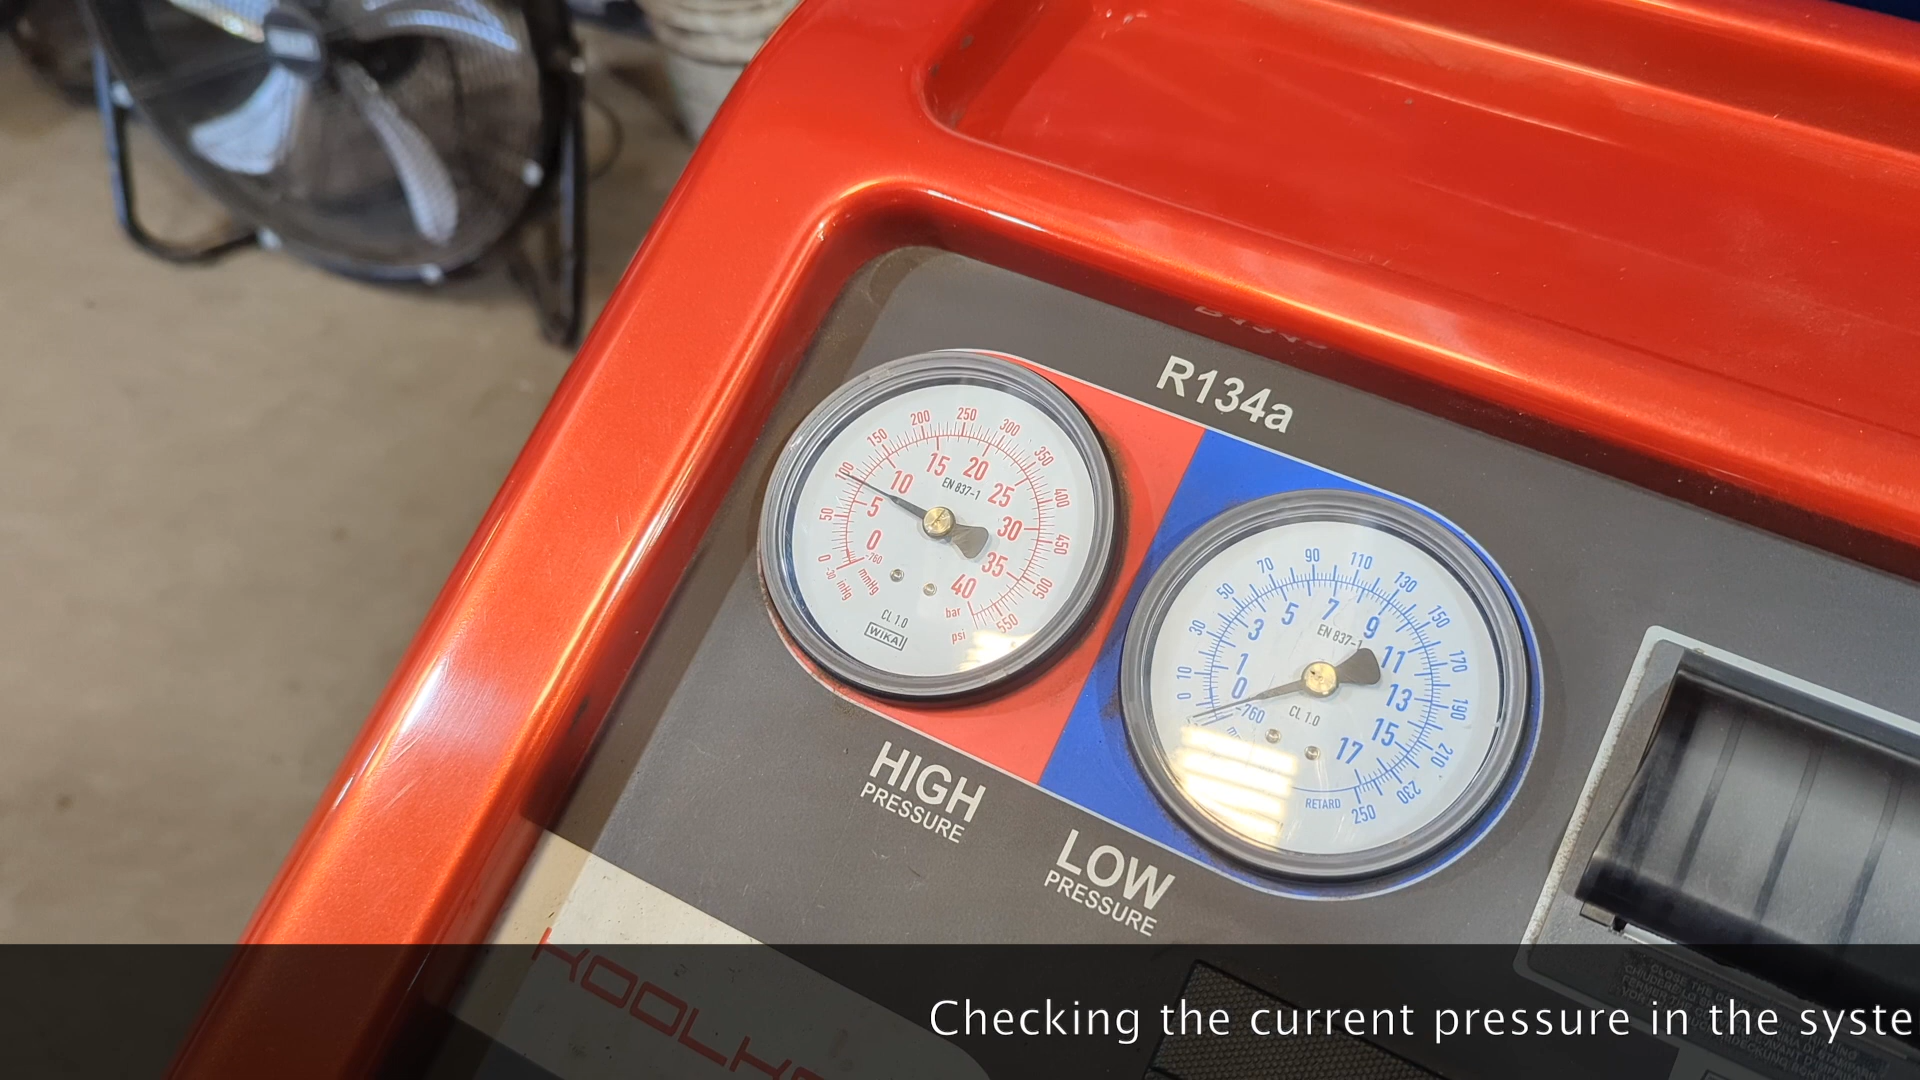 R134a
200
250
300
150
350
100
400
50
450
0
500
550
15
20
10
25
5
30
0
35
40
EN 837-1
-760
mmHg
-30 inHg
CL 1.0
WIKA
bar
psi
90
110
70
130
50
150
30
170
10
190
0
210
230
250
7
5
9
3
11
1
13
0
15
17
EN 837-1
-760
CL 1.0
RETARD
HIGH
PRESSURE
LOW
PRESSURE
Checking the current pressure in the syste